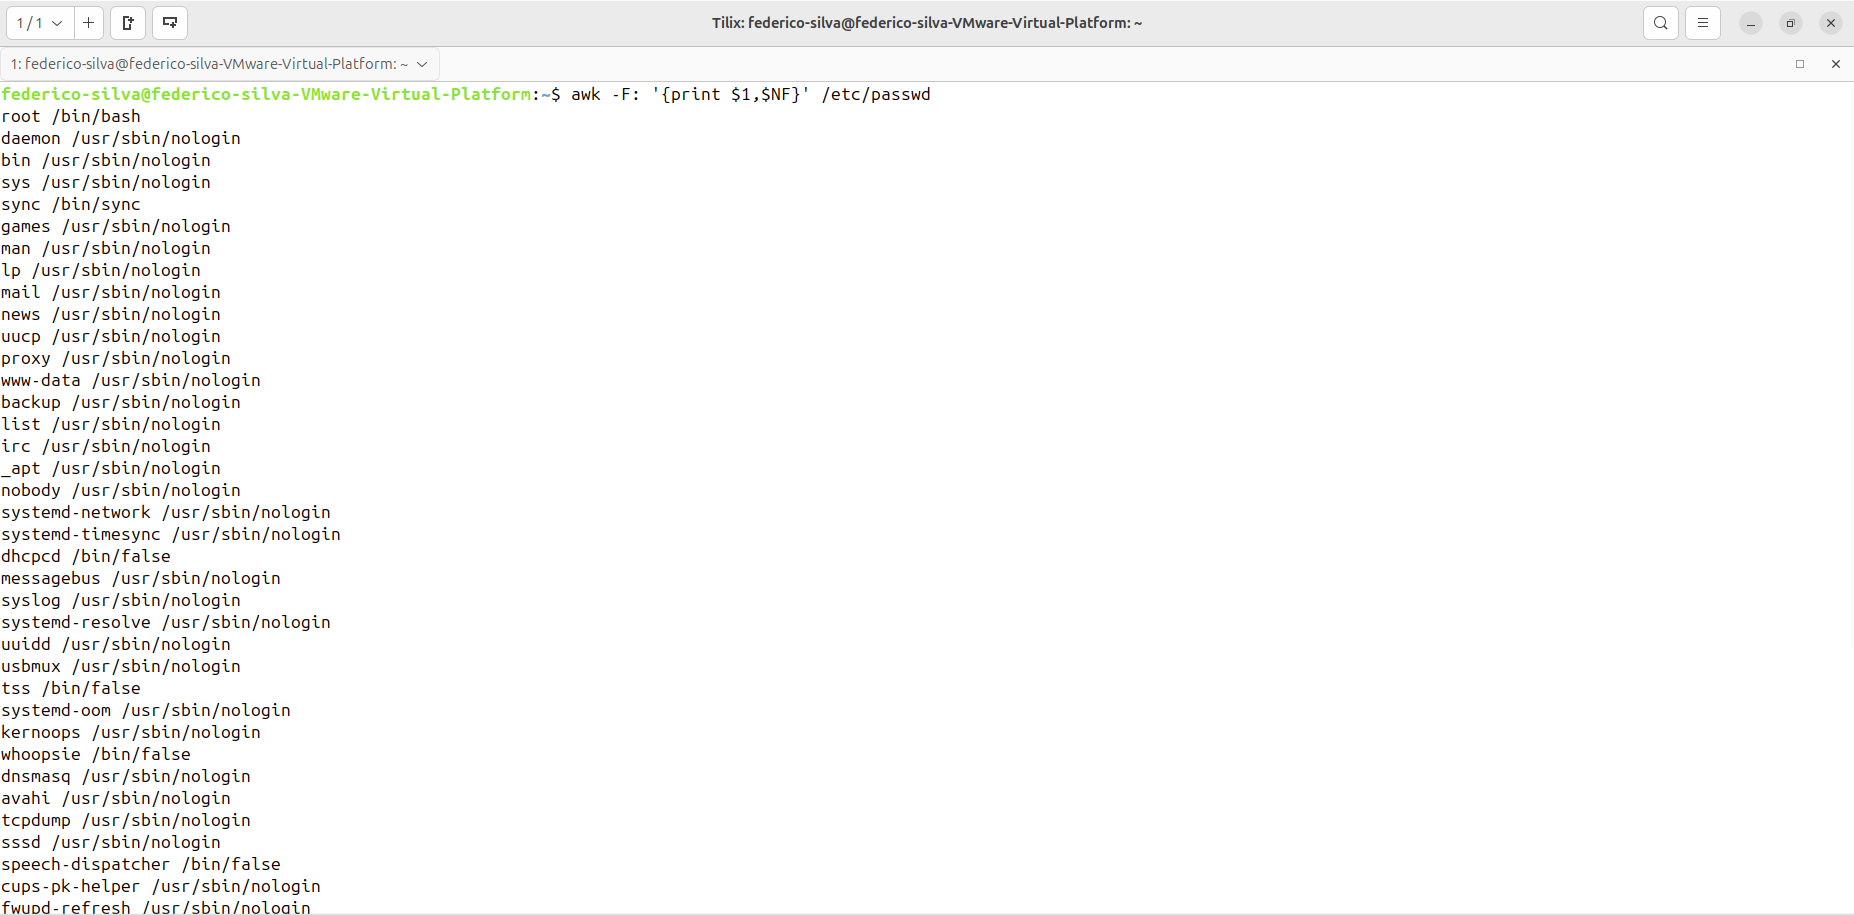 1 / 1
Tilix: federico-silva@federico-silva-VMware-Virtual-Platform: ~
1: federico-silva@federico-silva-VMware-Virtual-Platform: ~
federico-silva@federico-silva-VMware-Virtual-Platform:~$ awk -F: '{print $1,$NF}' /etc/passwd
root /bin/bash
daemon /usr/sbin/nologin
bin /usr/sbin/nologin
sys /usr/sbin/nologin
sync /bin/sync
games /usr/sbin/nologin
man /usr/sbin/nologin
lp /usr/sbin/nologin
mail /usr/sbin/nologin
news /usr/sbin/nologin
uucp /usr/sbin/nologin
proxy /usr/sbin/nologin
www-data /usr/sbin/nologin
backup /usr/sbin/nologin
list /usr/sbin/nologin
irc /usr/sbin/nologin
_apt /usr/sbin/nologin
nobody /usr/sbin/nologin
systemd-network /usr/sbin/nologin
systemd-timesync /usr/sbin/nologin
dhcpcd /bin/false
messagebus /usr/sbin/nologin
syslog /usr/sbin/nologin
systemd-resolve /usr/sbin/nologin
uuidd /usr/sbin/nologin
usbmux /usr/sbin/nologin
tss /bin/false
systemd-oom /usr/sbin/nologin
kernoops /usr/sbin/nologin
whoopsie /bin/false
dnsmasq /usr/sbin/nologin
avahi /usr/sbin/nologin
tcpdump /usr/sbin/nologin
sssd /usr/sbin/nologin
speech-dispatcher /bin/false
cups-pk-helper /usr/sbin/nologin
fwupd-refresh /usr/sbin/nologin